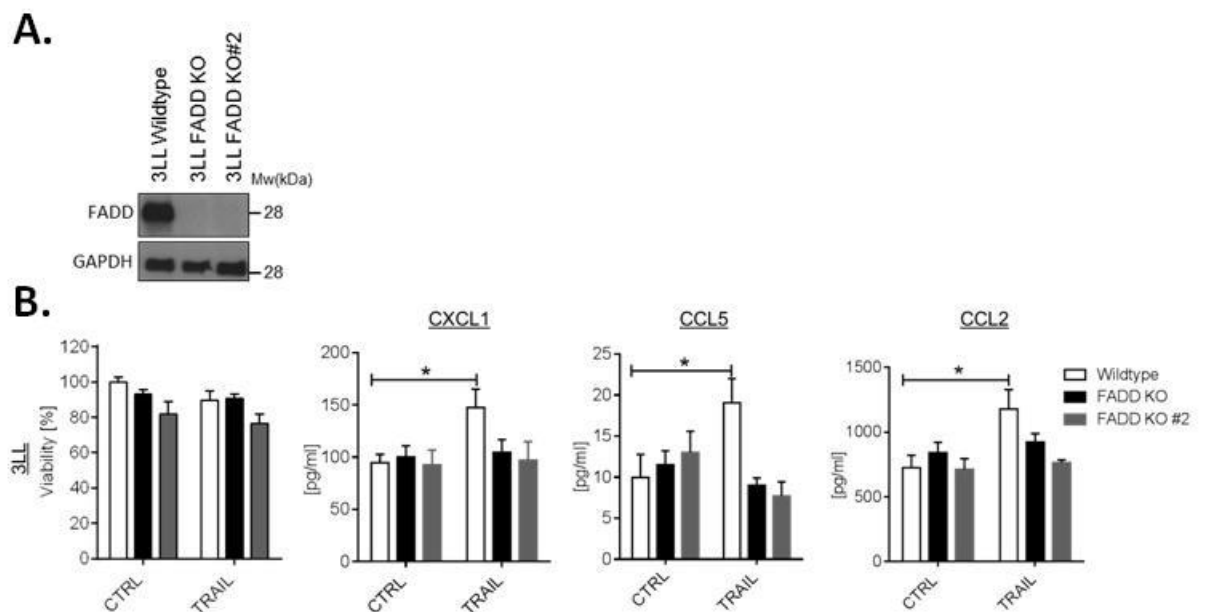 A.
3LL Wildtype
3LL FADD KO
3LL FADD KO#2
Mw(kDa)
FADD
28
GAPDH
28
B.
3LL
Viability [%]
120
100
80
60
40
20
0
CTRL
TRAIL
CXCL1
[pg/ml]
200
150
100
50
0
*
CTRL
TRAIL
CCL5
[pg/ml]
25
20
15
10
5
0
*
CTRL
TRAIL
CCL2
[pg/ml]
1500
1000
500
0
*
CTRL
TRAIL
Wildtype
FADD KO
FADD KO #2